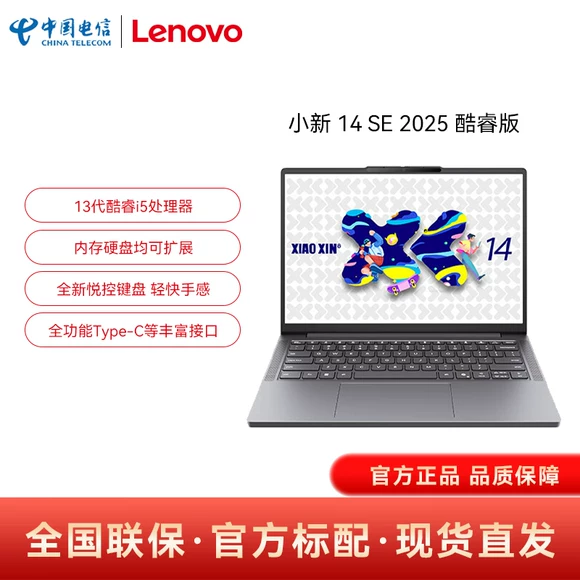 中国电信
CHINA TELECOM
Lenovo
小新 14 SE 2025 酷睿版
13代酷睿i5处理器
内存硬盘均可扩展
全新悦控键盘 轻快手感
全功能Type-C等丰富接口
XIAO XIN®
14
官方正品 品质保障
全国联保·官方标配·现货直发